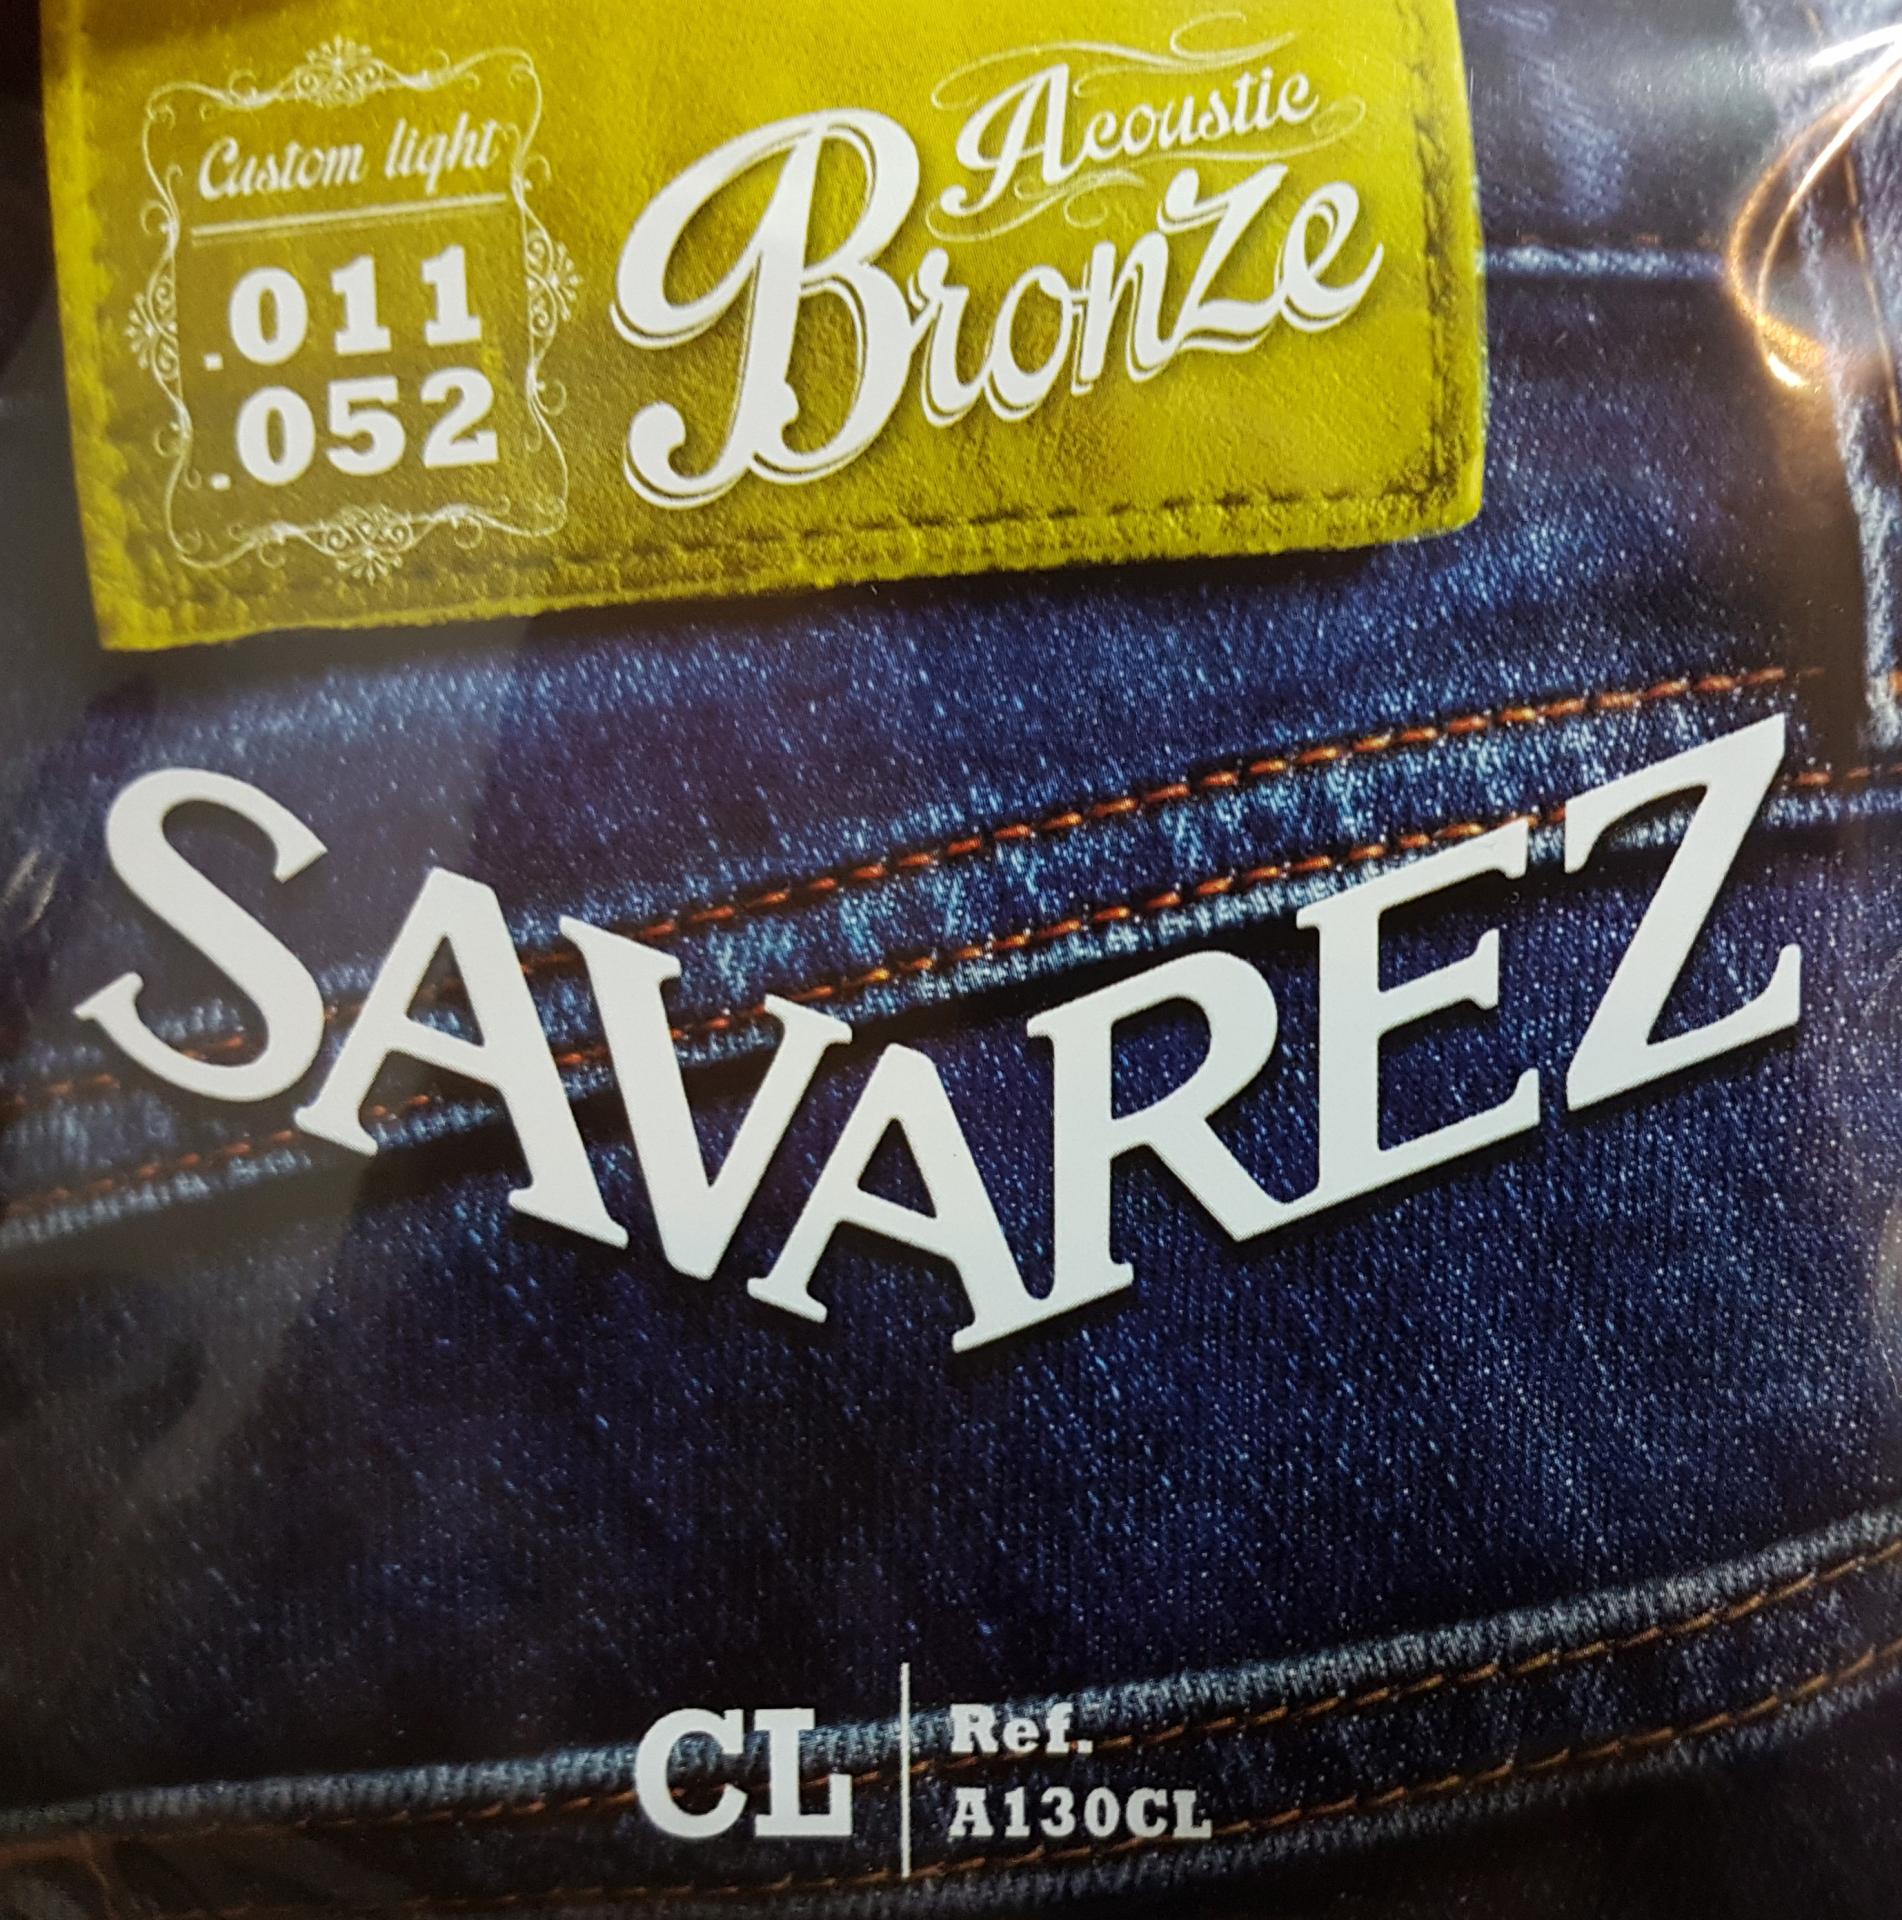 Custom light
.011
.052
Acoustic
Bronze
SAVAREZ
CL
Ref.
A130CL